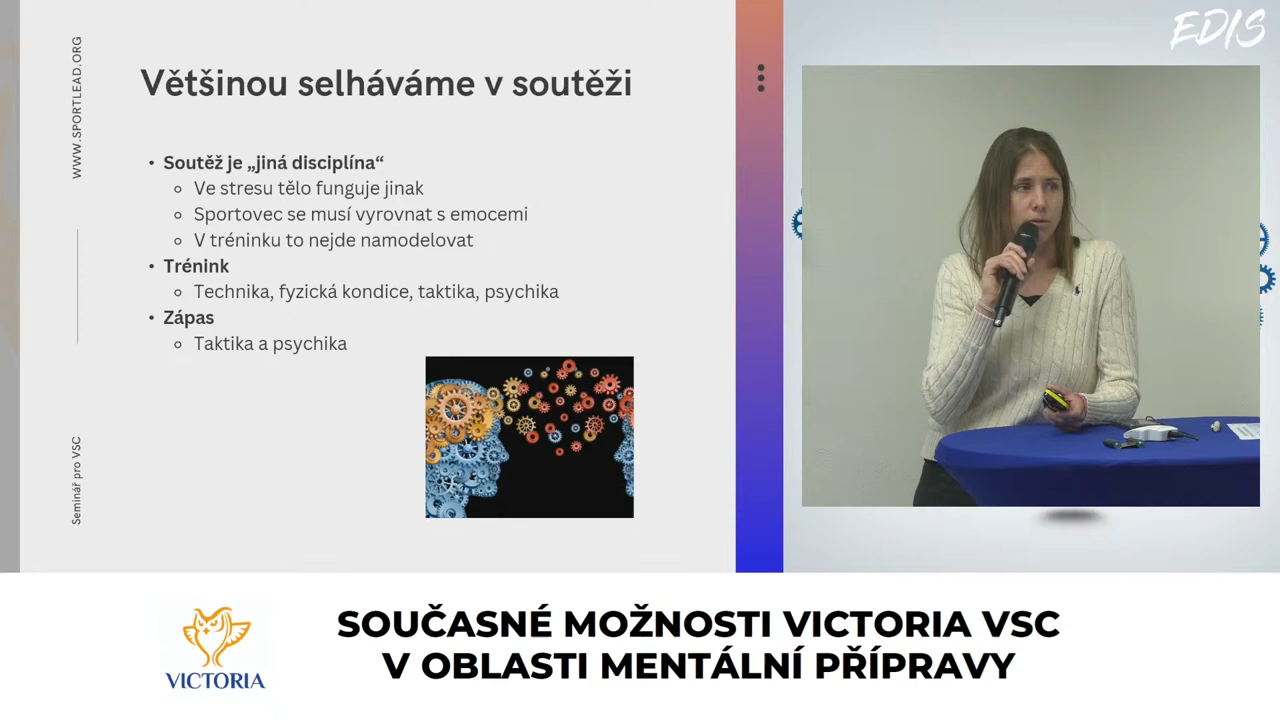 WWW.SPORTLEAD.ORG
Seminář pro VSC
Většinou selháváme v soutěži
• Soutěž je „jiná disciplína“
◦ Ve stresu tělo funguje jinak
◦ Sportovec se musí vyrovnat s emocemi
◦ V tréninku to nejde namodelovat
• Trénink
◦ Technika, fyzická kondice, taktika, psychika
• Zápas
◦ Taktika a psychika
EDIS
VICTORIA
SOUČASNÉ MOŽNOSTI VICTORIA VSC
V OBLASTI MENTÁLNÍ PŘÍPRAVY